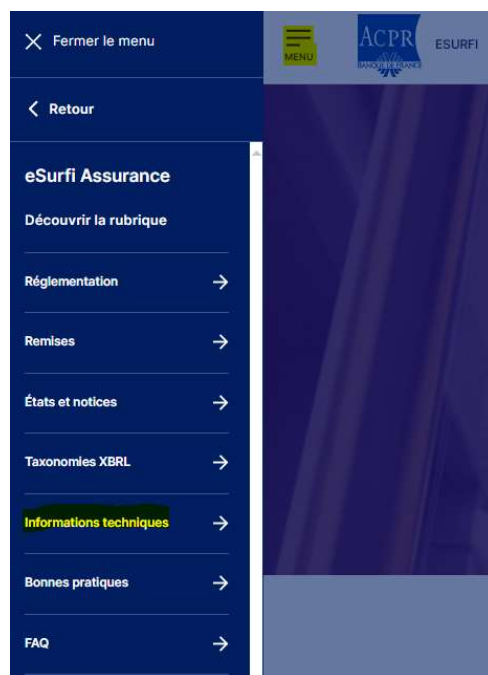 Fermer le menu
MENU
ACPR
BANQUE DE FRANCE
ESURFI
Retour
eSurfi Assurance
Découvrir la rubrique
Réglementation
Remises
États et notices
Taxonomies XBRL
Informations techniques
Bonnes pratiques
FAQ